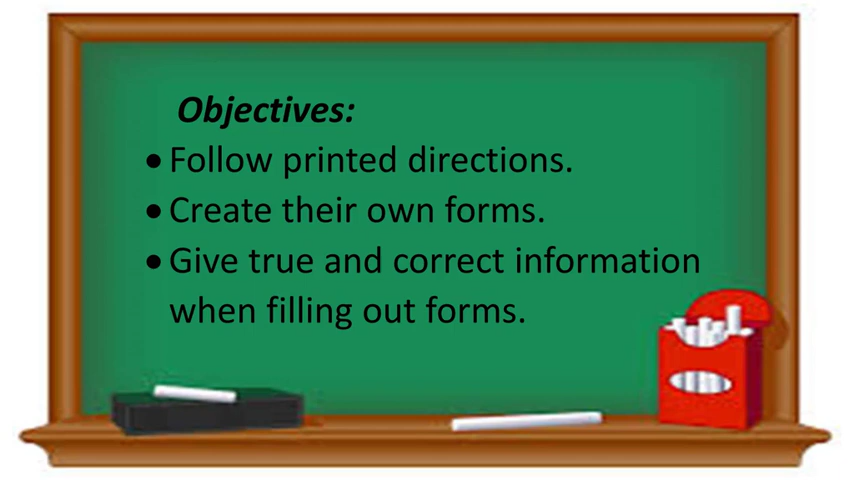 Objectives:
• Follow printed directions.
• Create their own forms.
• Give true and correct information
when filling out forms.